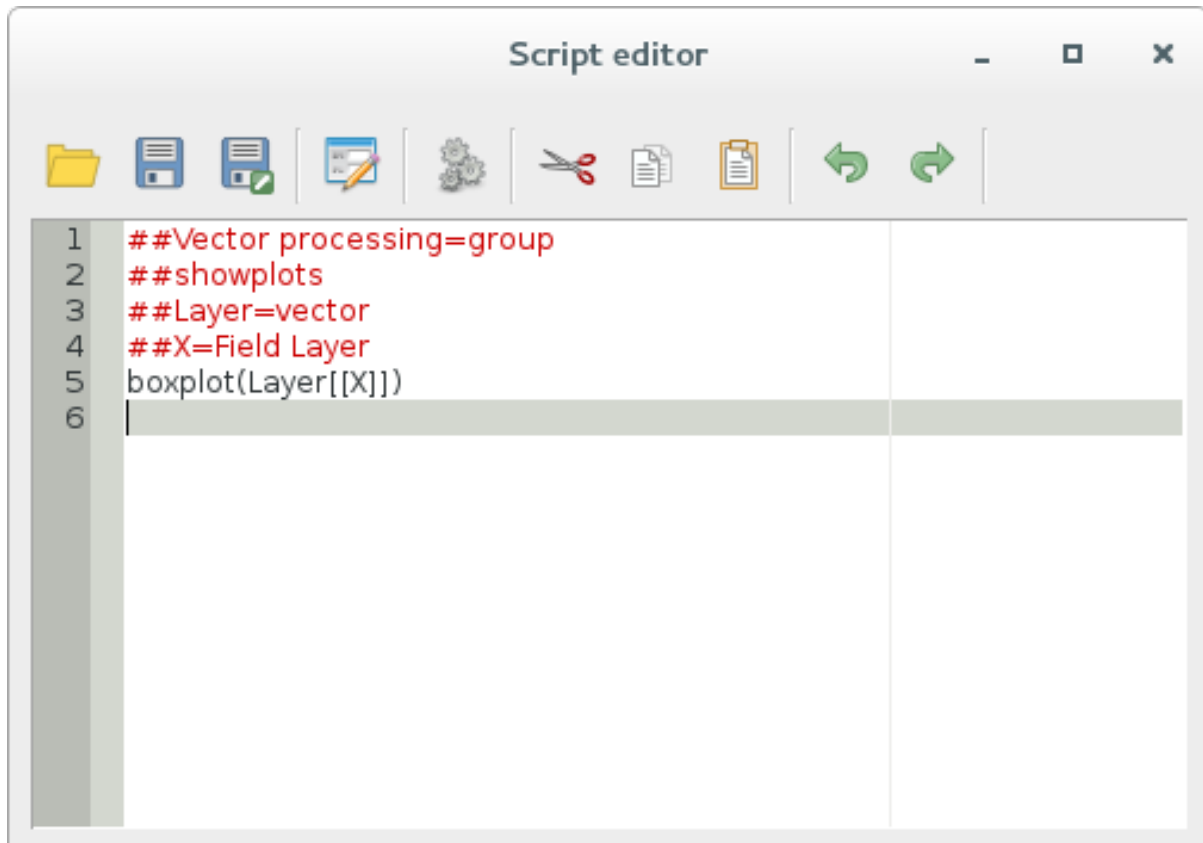 Script editor
1 ##Vector processing=group
2 ##showplots
3 ##Layer=vector
4 ##X=Field Layer
5 boxplot(Layer[[X]])
6